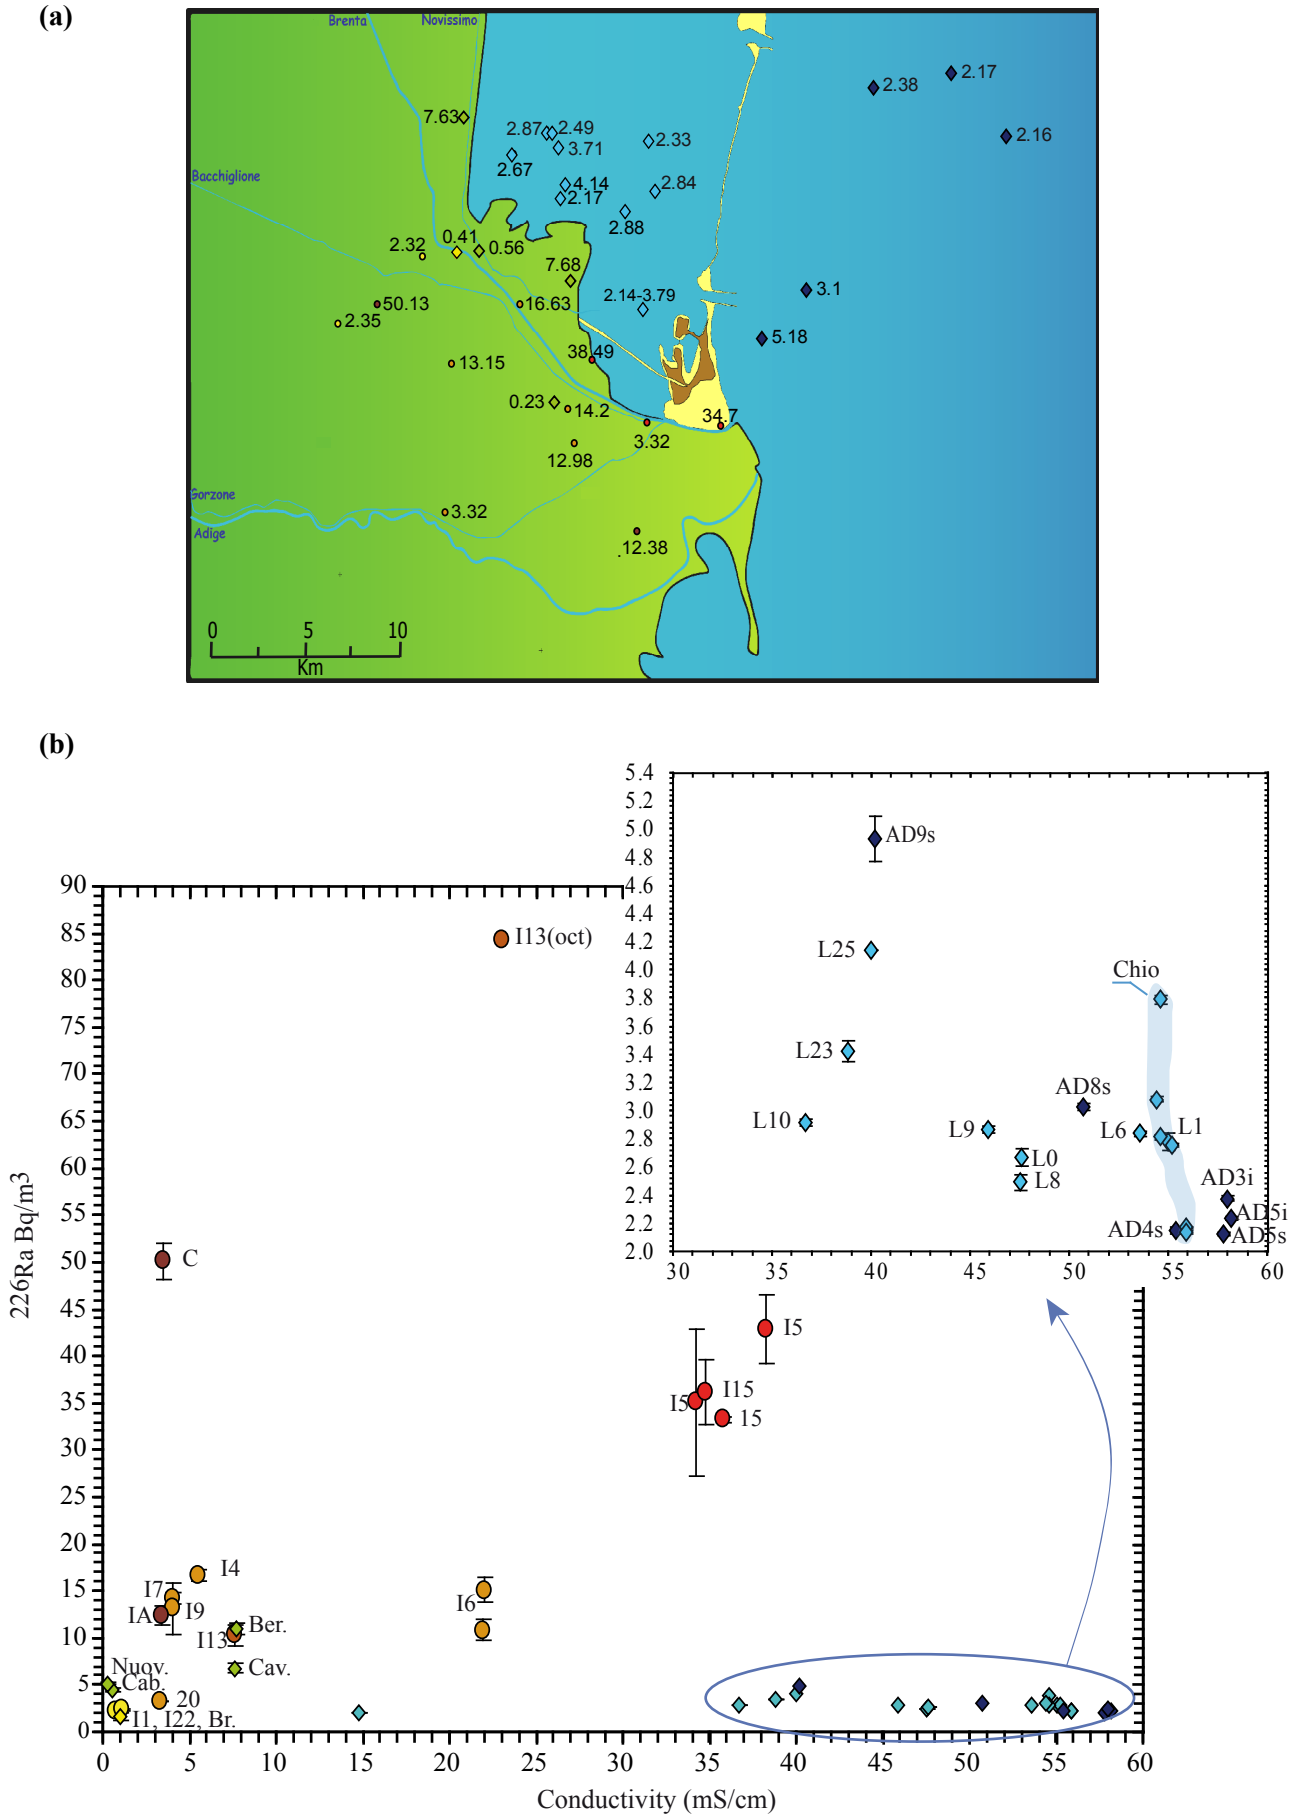 (a)
Brenta
Novissimo
2.38
2.17
7.63
2.87
2.49
2.33
2.16
3.71
2.67
Bacchiglione
4.14
2.84
2.17
2.88
0.41
2.32
0.56
7.68
2.14-3.79
3.1
50.13
16.63
2.35
5.18
38.49
13.15
0.23
14.2
34.7
3.32
12.98
Gorzone
3.32
Adige
.12.38
0 5 10
Km
(b)
5.4
5.2
5.0
4.8
4.6
4.4
4.2
4.0
3.8
3.6
3.4
3.2
3.0
2.8
2.6
2.4
2.2
2.0
30 35 40 45 50 55 60
AD9s
L25
Chio
L23
AD8s
L10
L9
L6
L1
L0
L8
AD3i
AD5i
AD4s
AD5s
90
85
80
75
70
65
60
55
50
45
40
35
30
25
20
15
10
5
0
226Ra Bq/m3
I13(oct)
C
I5
I15
I5
15
I4
I7
I6
IA
I9
Ber.
I13
Nuov.
Cav.
Cab.
20
I1, I22, Br.
0 5 10 15 20 25 30 35 40 45 50 55 60
Conductivity (mS/cm)